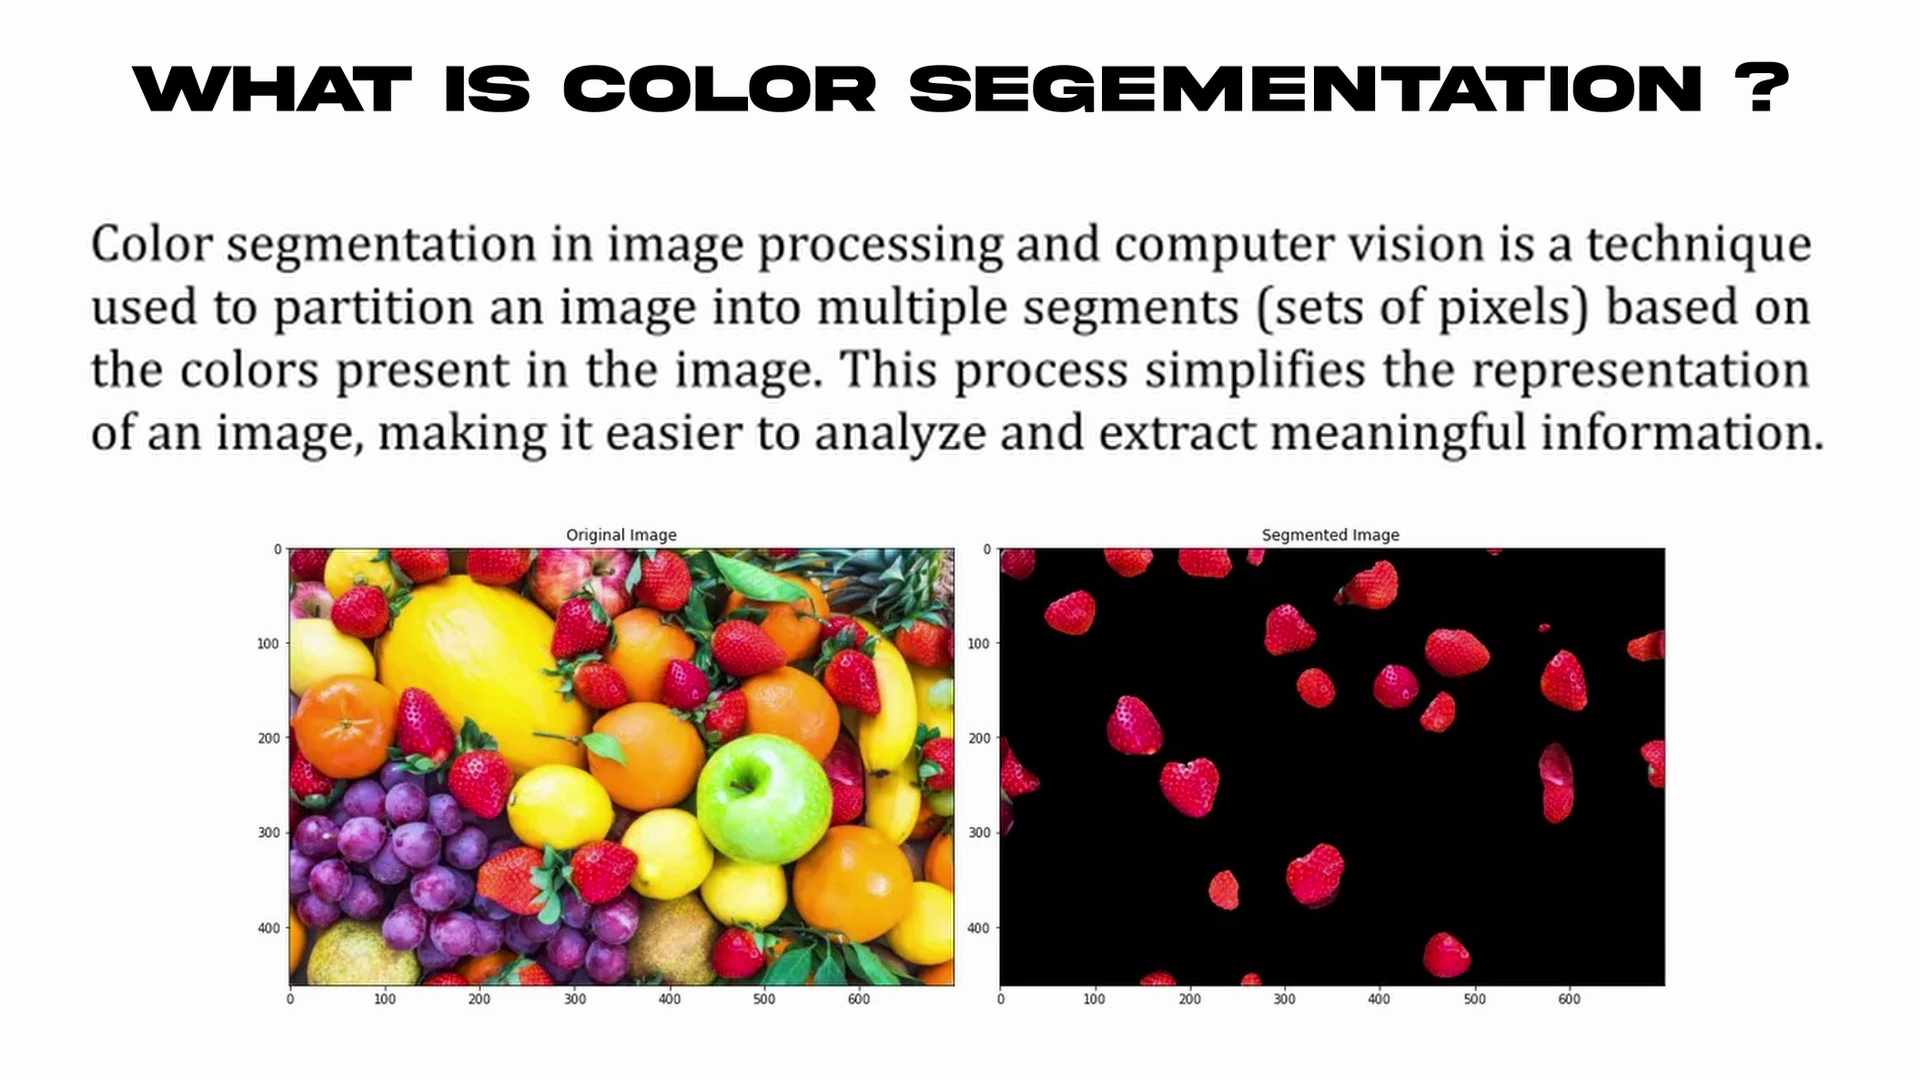 WHAT IS COLOR SEGEMENTATION ?
Color segmentation in image processing and computer vision is a technique
used to partition an image into multiple segments (sets of pixels) based on
the colors present in the image. This process simplifies the representation
of an image, making it easier to analyze and extract meaningful information.
Original Image
0
100
200
300
400
0 100 200 300 400 500 600
Segmented Image
0
100
200
300
400
0 100 200 300 400 500 600